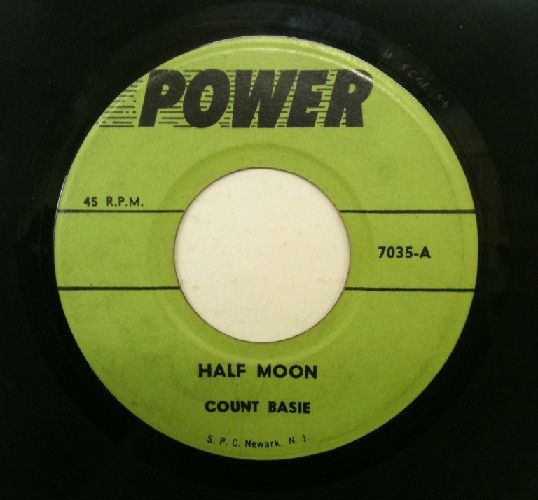 POWER
45 R.P.M.
7035-A
HALF MOON
COUNT BASIE
S. P. C. Newark, N. J.